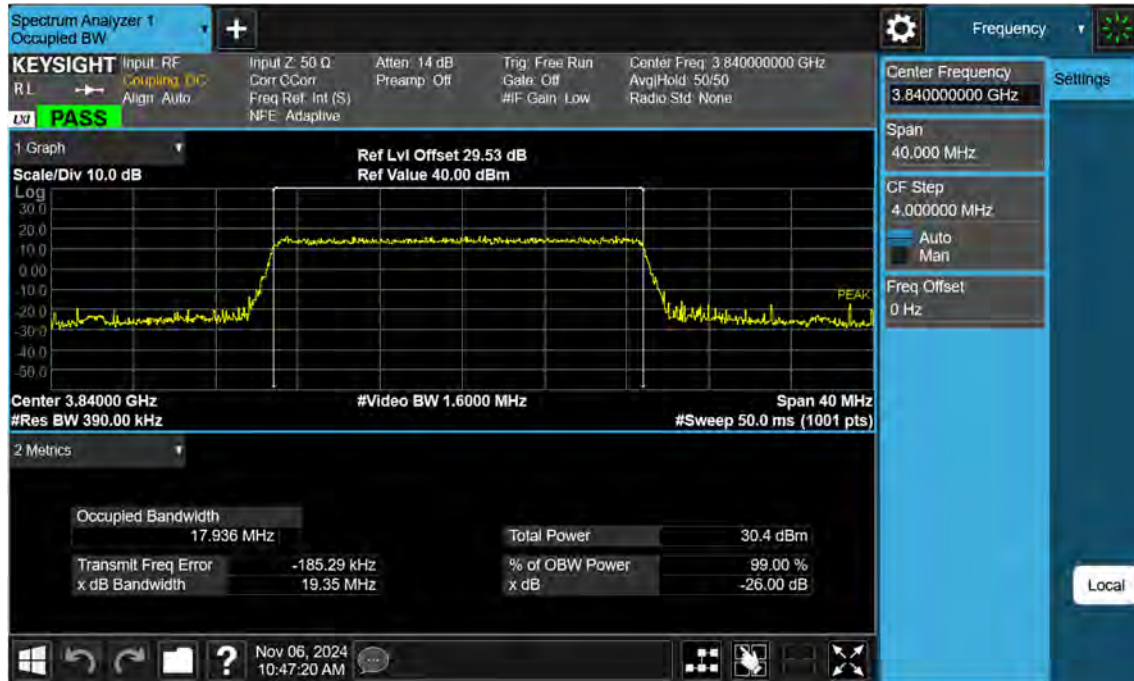 Spectrum Analyzer 1
Occupied BW
+
Frequency
KEYSIGHT
RL
LXI
PASS
Input: RF
Coupling: DC
Align: Auto
Input Z: 50 Ω
Corr CCorr
Freq Ref: Int (S)
NFE: Adaptive
Atten: 14 dB
Preamp: Off
Trig: Free Run
Gate: Off
#IF Gain: Low
Center Freq: 3.840000000 GHz
Avg|Hold: 50/50
Radio Std: None
Center Frequency
3.840000000 GHz
Settings
Span
40.000 MHz
CF Step
4.000000 MHz
Auto
Man
Freq Offset
0 Hz
1 Graph
Scale/Div 10.0 dB
Ref Lvl Offset 29.53 dB
Ref Value 40.00 dBm
Log
30.0
20.0
10.0
0.00
-10.0
-20.0
-30.0
-40.0
-50.0
PEAK
Center 3.84000 GHz
#Res BW 390.00 kHz
#Video BW 1.6000 MHz
Span 40 MHz
#Sweep 50.0 ms (1001 pts)
2 Metrics
Occupied Bandwidth
17.936 MHz
Transmit Freq Error -185.29 kHz
x dB Bandwidth 19.35 MHz
Total Power 30.4 dBm
% of OBW Power 99.00 %
x dB -26.00 dB
Local
?
Nov 06, 2024
10:47:20 AM